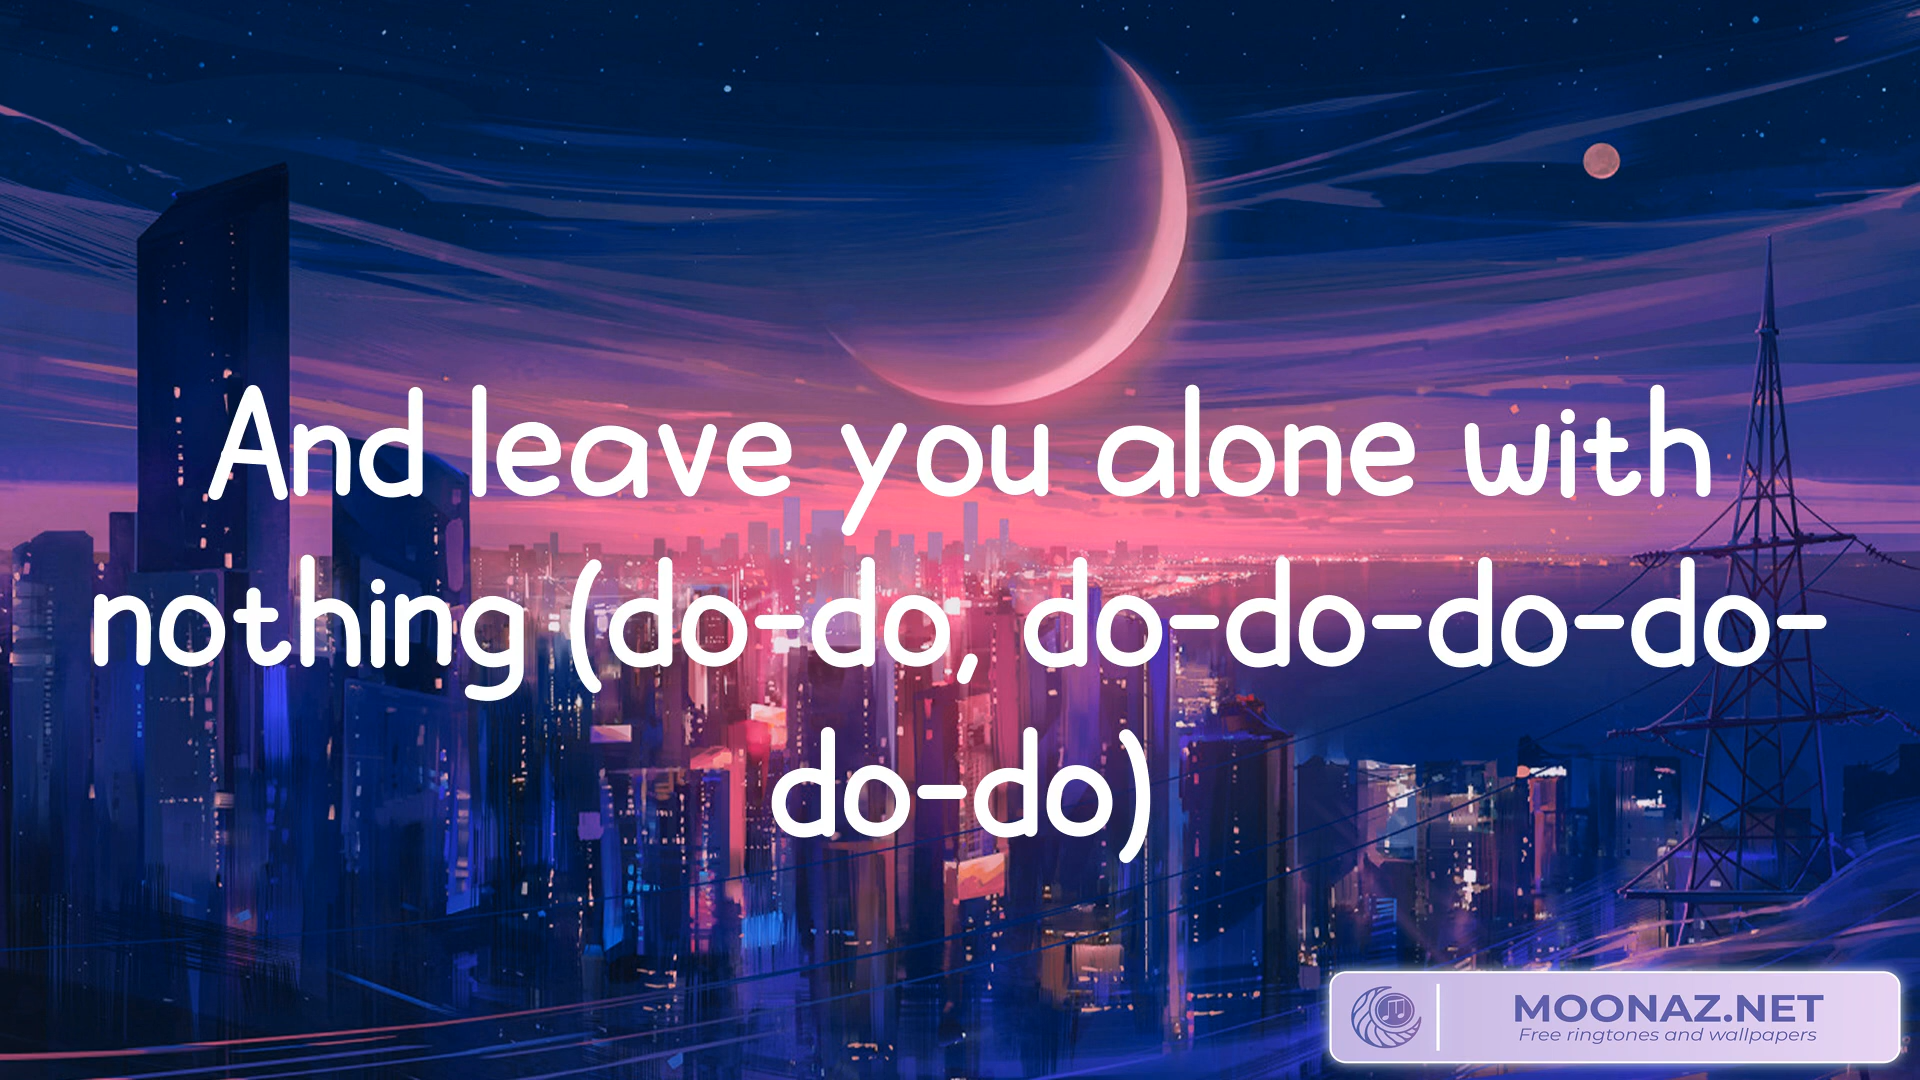 And leave you alone with
nothing (do-do, do-do-do-do-
do-do)
MOONAZ.NET
Free ringtones and wallpapers